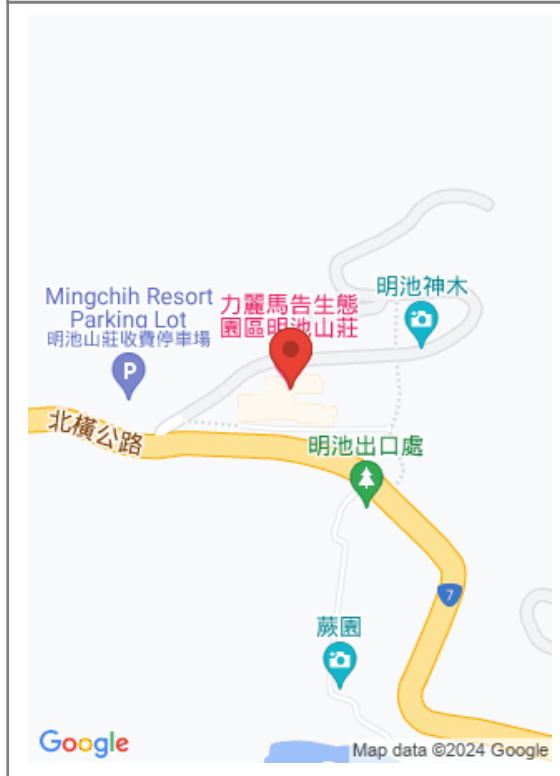 明池神木
Mingchih Resort
Parking Lot
明池山莊收費停車場
力麗馬告生態
園區明池山莊
P
北橫公路
明池出口處
7
蕨園
Google
Map data ©2024 Google